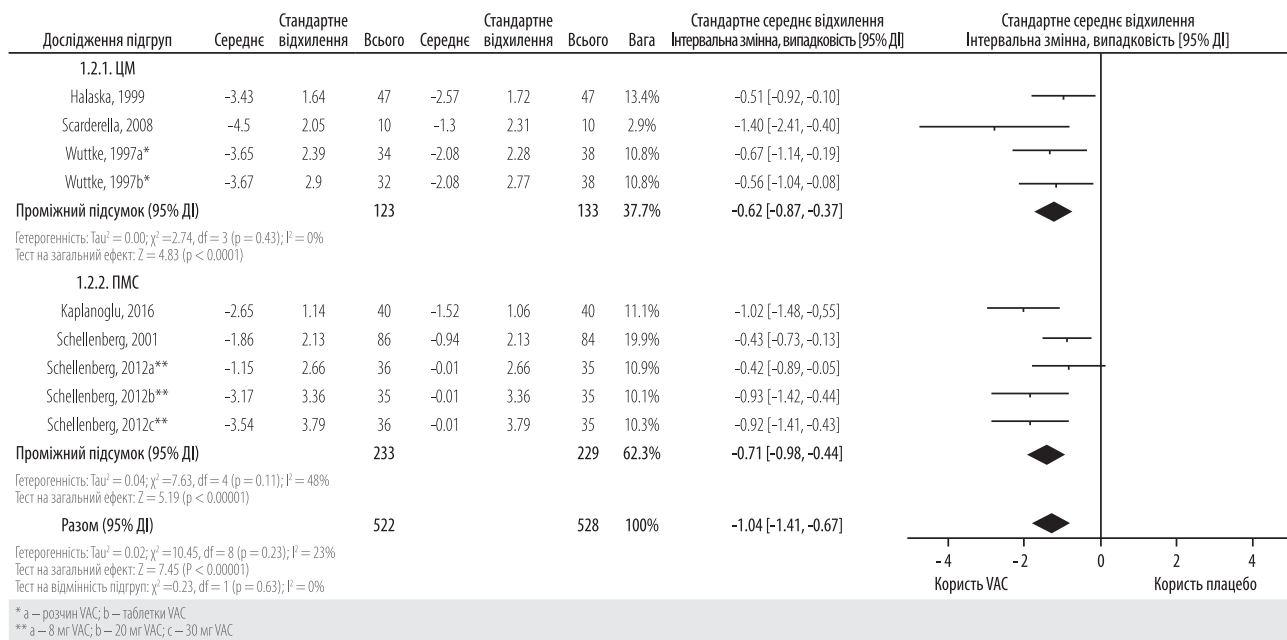 Дослідження підгруп Середнє Стандартне відхилення Всього Середнє Стандартне відхилення Всього Вага Стандартне середнє відхилення Інтервальна змінна, випадковість [95% ДІ] Стандартне середнє відхилення Інтервальна змінна, випадковість [95% ДІ]
1.2.1. ЦМ
Halaska, 1999 -3.43 1.64 47 -2.57 1.72 47 13.4% -0.51 [-0.92, -0.10]
Scarderella, 2008 -4.5 2.05 10 -1.3 2.31 10 2.9% -1.40 [-2.41, -0.40]
Wuttke, 1997a* -3.65 2.39 34 -2.08 2.28 38 10.8% -0.67 [-1.14, -0.19]
Wuttke, 1997b* -3.67 2.9 32 -2.08 2.77 38 10.8% -0.56 [-1.04, -0.08]
Проміжний підсумок (95% ДІ) 123 133 37.7% -0.62 [-0.87, -0.37]
Гетерогенність: Tau² = 0.00; χ² =2.74, df = 3 (p = 0.43); I² = 0%
Тест на загальний ефект: Z = 4.83 (p < 0.0001)
1.2.2. ПМС
Kaplanoglu, 2016 -2.65 1.14 40 -1.52 1.06 40 11.1% -1.02 [-1.48, -0,55]
Schellenberg, 2001 -1.86 2.13 86 -0.94 2.13 84 19.9% -0.43 [-0.73, -0.13]
Schellenberg, 2012a** -1.15 2.66 36 -0.01 2.66 35 10.9% -0.42 [-0.89, -0.05]
Schellenberg, 2012b** -3.17 3.36 35 -0.01 3.36 35 10.1% -0.93 [-1.42, -0.44]
Schellenberg, 2012c** -3.54 3.79 36 -0.01 3.79 35 10.3% -0.92 [-1.41, -0.43]
Проміжний підсумок (95% ДІ) 233 229 62.3% -0.71 [-0.98, -0.44]
Гетерогенність: Tau² = 0.04; χ² =7.63, df = 4 (p = 0.11); I² = 48%
Тест на загальний ефект: Z = 5.19 (p < 0.00001)
Разом (95% ДІ) 522 528 100% -1.04 [-1.41, -0.67]
Гетерогенність: Tau² = 0.02; χ² =10.45, df = 8 (p = 0.23); I² = 23%
Тест на загальний ефект: Z = 7.45 (P < 0.00001)
Тест на відмінність підгруп: χ² =0.23, df = 1 (p = 0.63); I² = 0%
- 4 -2 0 2 4
Користь VAC Користь плацебо
* a – розчин VAC; b – таблетки VAC
** a – 8 мг VAC; b – 20 мг VAC; c – 30 мг VAC